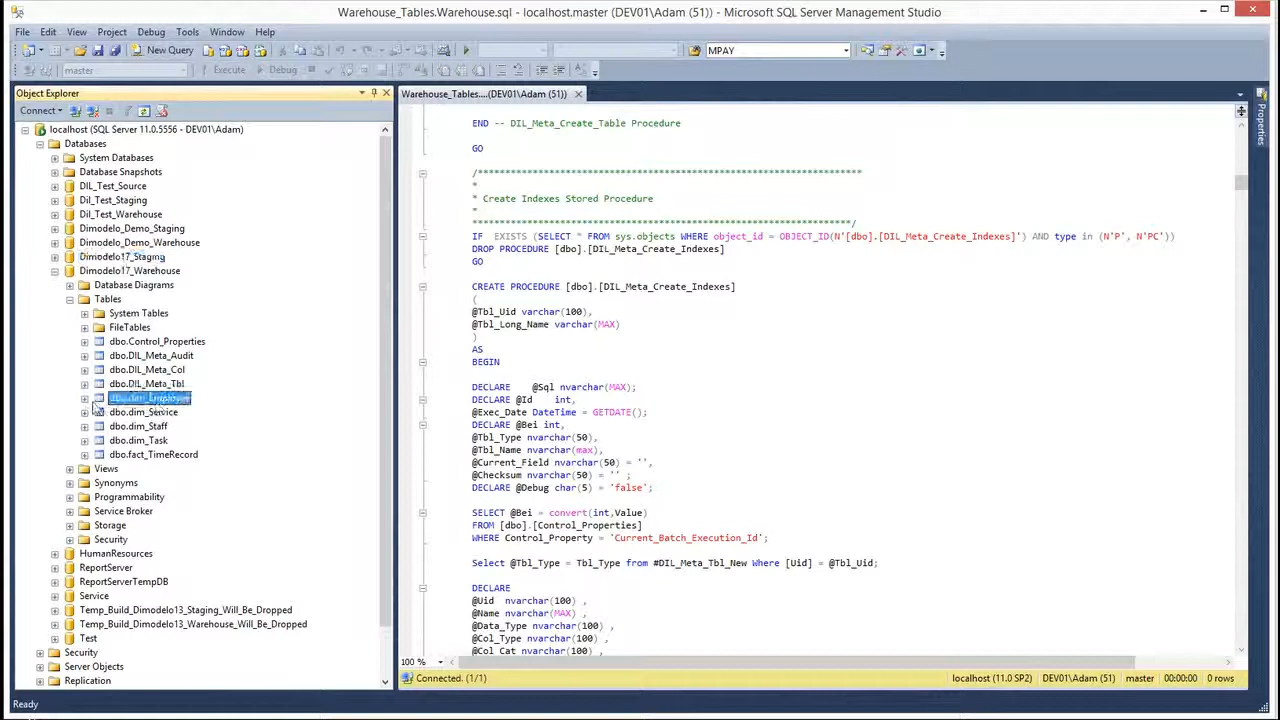 Warehouse_Tables.Warehouse.sql - localhost.master (DEV01\Adam (51)) - Microsoft SQL Server Management Studio
File Edit View Project Debug Tools Window Help
New Query MPAY
master Execute Debug
Object Explorer
Connect
localhost (SQL Server 11.0.5556 - DEV01\Adam)
Databases
System Databases
Database Snapshots
DIL_Test_Source
Dil_Test_Staging
Dil_Test_Warehouse
Dimodelo_Demo_Staging
Dimodelo_Demo_Warehouse
Dimodelo17_Staging
Dimodelo17_Warehouse
Database Diagrams
Tables
System Tables
FileTables
dbo.Control_Properties
dbo.DIL_Meta_Audit
dbo.DIL_Meta_Col
dbo.DIL_Meta_Tbl
dbo.dim_Service
dbo.dim_Staff
dbo.dim_Task
dbo.fact_TimeRecord
Views
Synonyms
Programmability
Service Broker
Storage
Security
HumanResources
ReportServer
ReportServerTempDB
Service
Temp_Build_Dimodelo13_Staging_Will_Be_Dropped
Temp_Build_Dimodelo13_Warehouse_Will_Be_Dropped
Test
Security
Server Objects
Replication
Warehouse_Tables....(DEV01\Adam (51))
END -- DIL_Meta_Create_Table Procedure
GO
/**********************************************************************
*
* Create Indexes Stored Procedure
*
*********************************************************************/
IF EXISTS (SELECT * FROM sys.objects WHERE object_id = OBJECT_ID(N'[dbo].[DIL_Meta_Create_Indexes]') AND type in (N'P', N'PC'))
DROP PROCEDURE [dbo].[DIL_Meta_Create_Indexes]
GO
CREATE PROCEDURE [dbo].[DIL_Meta_Create_Indexes]
(
@Tbl_Uid varchar(100),
@Tbl_Long_Name varchar(MAX)
)
AS
BEGIN
DECLARE @Sql nvarchar(MAX);
DECLARE @Id int,
@Exec_Date DateTime = GETDATE();
DECLARE @Bei int,
@Tbl_Type nvarchar(50),
@Tbl_Name nvarchar(max),
@Current_Field nvarchar(50) = '',
@Checksum nvarchar(50) = '' ;
DECLARE @Debug char(5) = 'false';
SELECT @Bei = convert(int,Value)
FROM [dbo].[Control_Properties]
WHERE Control_Property = 'Current_Batch_Execution_Id';
Select @Tbl_Type = Tbl_Type from #DIL_Meta_Tbl_New Where [Uid] = @Tbl_Uid;
DECLARE
@Uid nvarchar(100) ,
@Name nvarchar(MAX) ,
@Data_Type nvarchar(100) ,
@Col_Type nvarchar(100) ,
@Col_Cat nvarchar(100) ,
100 %
Connected. (1/1) localhost (11.0 SP2) DEV01\Adam (51) master 00:00:00 0 rows
Properties
Ready